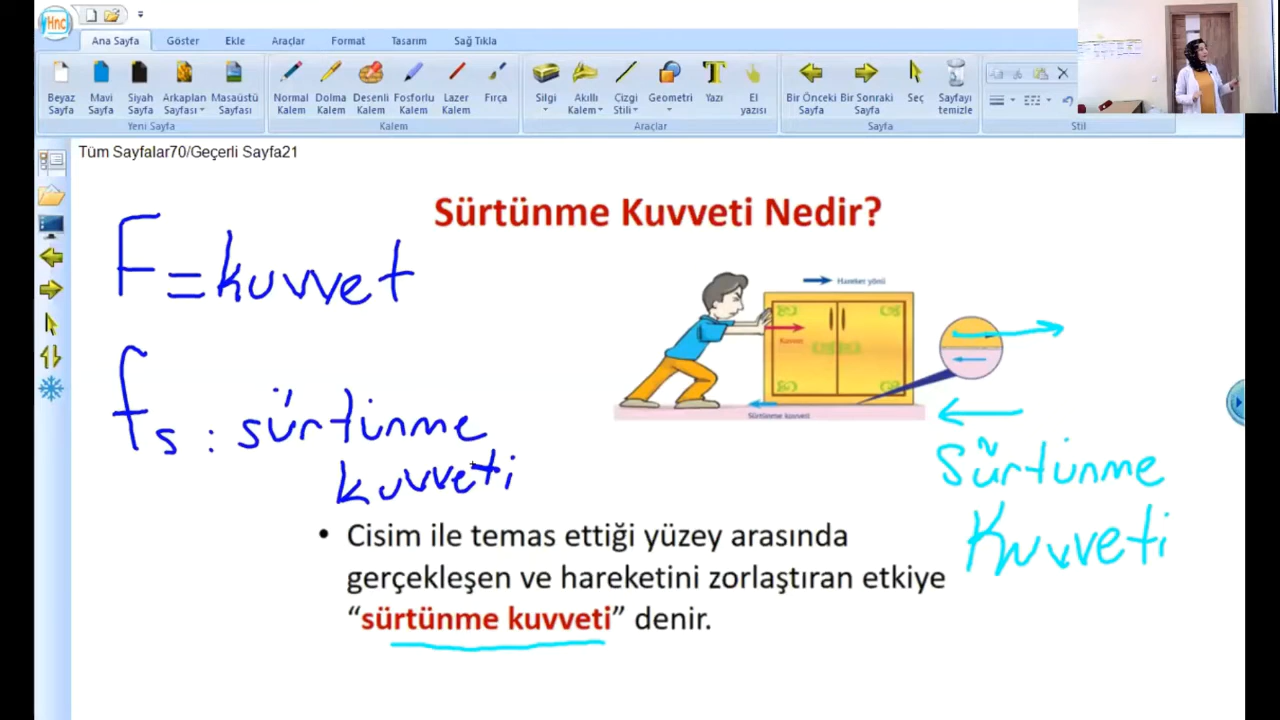 Hnc
Ana Sayfa Göster Ekle Araçlar Format Tasarım Sağ Tıkla
Beyaz Sayfa Mavi Sayfa Siyah Sayfa Arkaplan Sayfası Masaüstü Sayfası
Normal Kalem Dolma Kalem Desenli Kalem Fosforlu Kalem Lazer Kalem Fırça
Silgi Akıllı Kalem Çizgi Stili Geometri Yazı El yazısı
Bir Önceki Sayfa Bir Sonraki Sayfa Seç Sayfayı temizle
Yeni Sayfa Kalem Araçlar Sayfa Stil
Tüm Sayfalar70/Geçerli Sayfa21
Sürtünme Kuvveti Nedir?
F=kuvvet
Hareket yönü
Kuvvet
Sürtünme kuvveti
fs : sürtünme
kuvveti
Sürtünme
Kuvveti
• Cisim ile temas ettiği yüzey arasında
gerçekleşen ve hareketini zorlaştıran etkiye
“sürtünme kuvveti” denir.